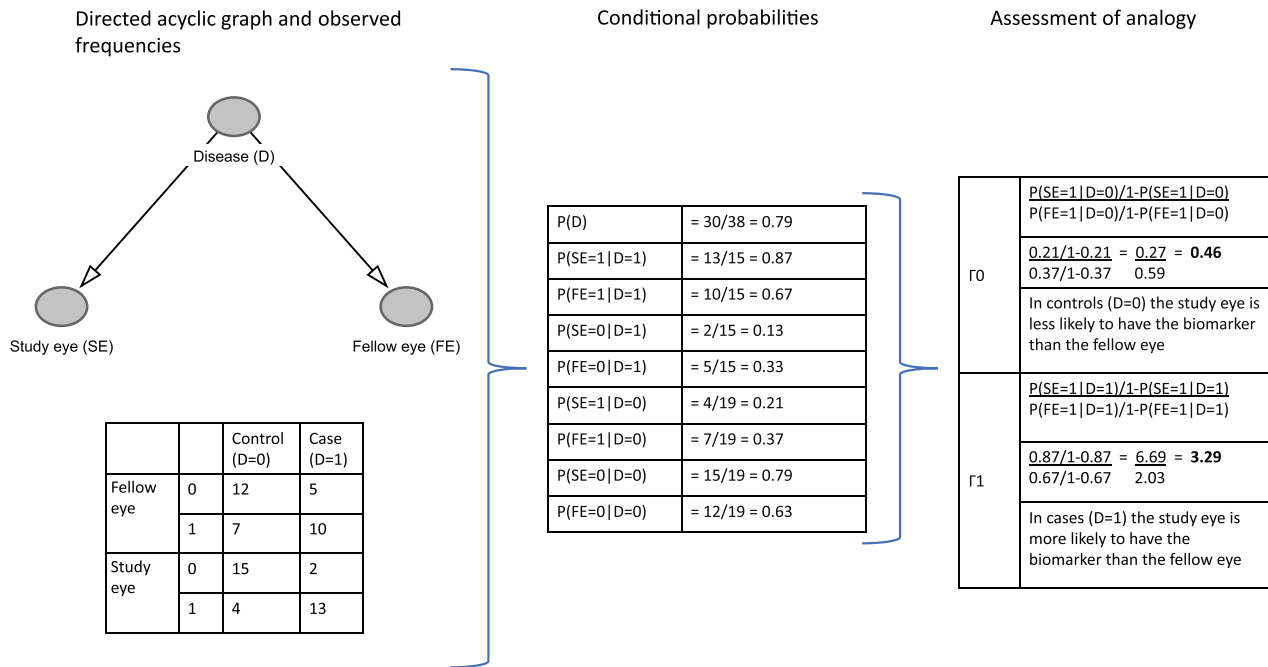 Directed acyclic graph and observed
frequencies
Disease (D)
Study eye (SE)
Fellow eye (FE)
Control
(D=0)
Case
(D=1)
Fellow
eye
0
12
5
1
7
10
Study
eye
0
15
2
1
4
13
Conditional probabilities
P(D)
= 30/38 = 0.79
P(SE=1|D=1)
= 13/15 = 0.87
P(FE=1|D=1)
= 10/15 = 0.67
P(SE=0|D=1)
= 2/15 = 0.13
P(FE=0|D=1)
= 5/15 = 0.33
P(SE=1|D=0)
= 4/19 = 0.21
P(FE=1|D=0)
= 7/19 = 0.37
P(SE=0|D=0)
= 15/19 = 0.79
P(FE=0|D=0)
= 12/19 = 0.63
Assessment of analogy
Γ0
P(SE=1|D=0)/1-P(SE=1|D=0)
P(FE=1|D=0)/1-P(FE=1|D=0)
0.21/1-0.21 = 0.27 = 0.46
0.37/1-0.37 0.59
In controls (D=0) the study eye is
less likely to have the biomarker
than the fellow eye
Γ1
P(SE=1|D=1)/1-P(SE=1|D=1)
P(FE=1|D=1)/1-P(FE=1|D=1)
0.87/1-0.87 = 6.69 = 3.29
0.67/1-0.67 2.03
In cases (D=1) the study eye is
more likely to have the
biomarker than the fellow eye